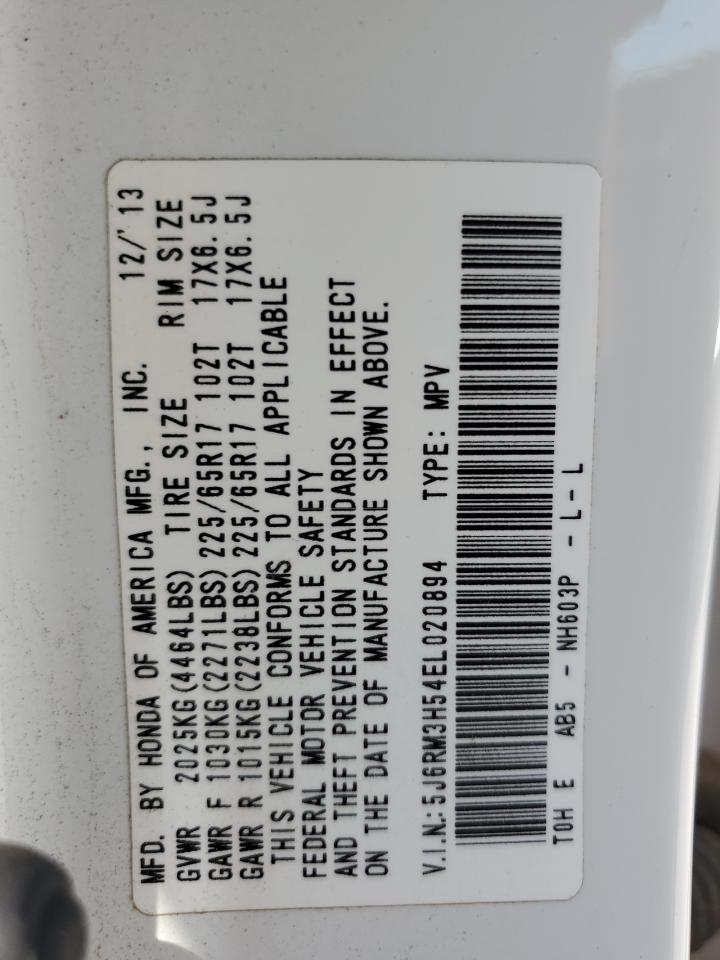 MFD. BY HONDA OF AMERICA MFG., INC. 12/'13
GVWR 2025KG(4464LBS) TIRE SIZE RIM SIZE
GAWR F 1030KG(2271LBS) 225/65R17 102T 17X6.5J
GAWR R 1015KG(2238LBS) 225/65R17 102T 17X6.5J
THIS VEHICLE CONFORMS TO ALL APPLICABLE
FEDERAL MOTOR VEHICLE SAFETY
AND THEFT PREVENTION STANDARDS IN EFFECT
ON THE DATE OF MANUFACTURE SHOWN ABOVE.
V.I.N.:5J6RM3H54EL020894 TYPE: MPV
T0H E AB5 - NH603P - L - L